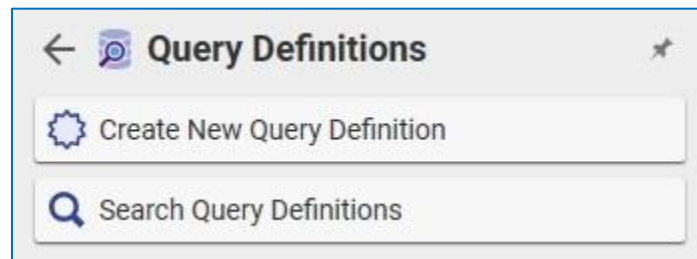 Query Definitions
Create New Query Definition
Search Query Definitions